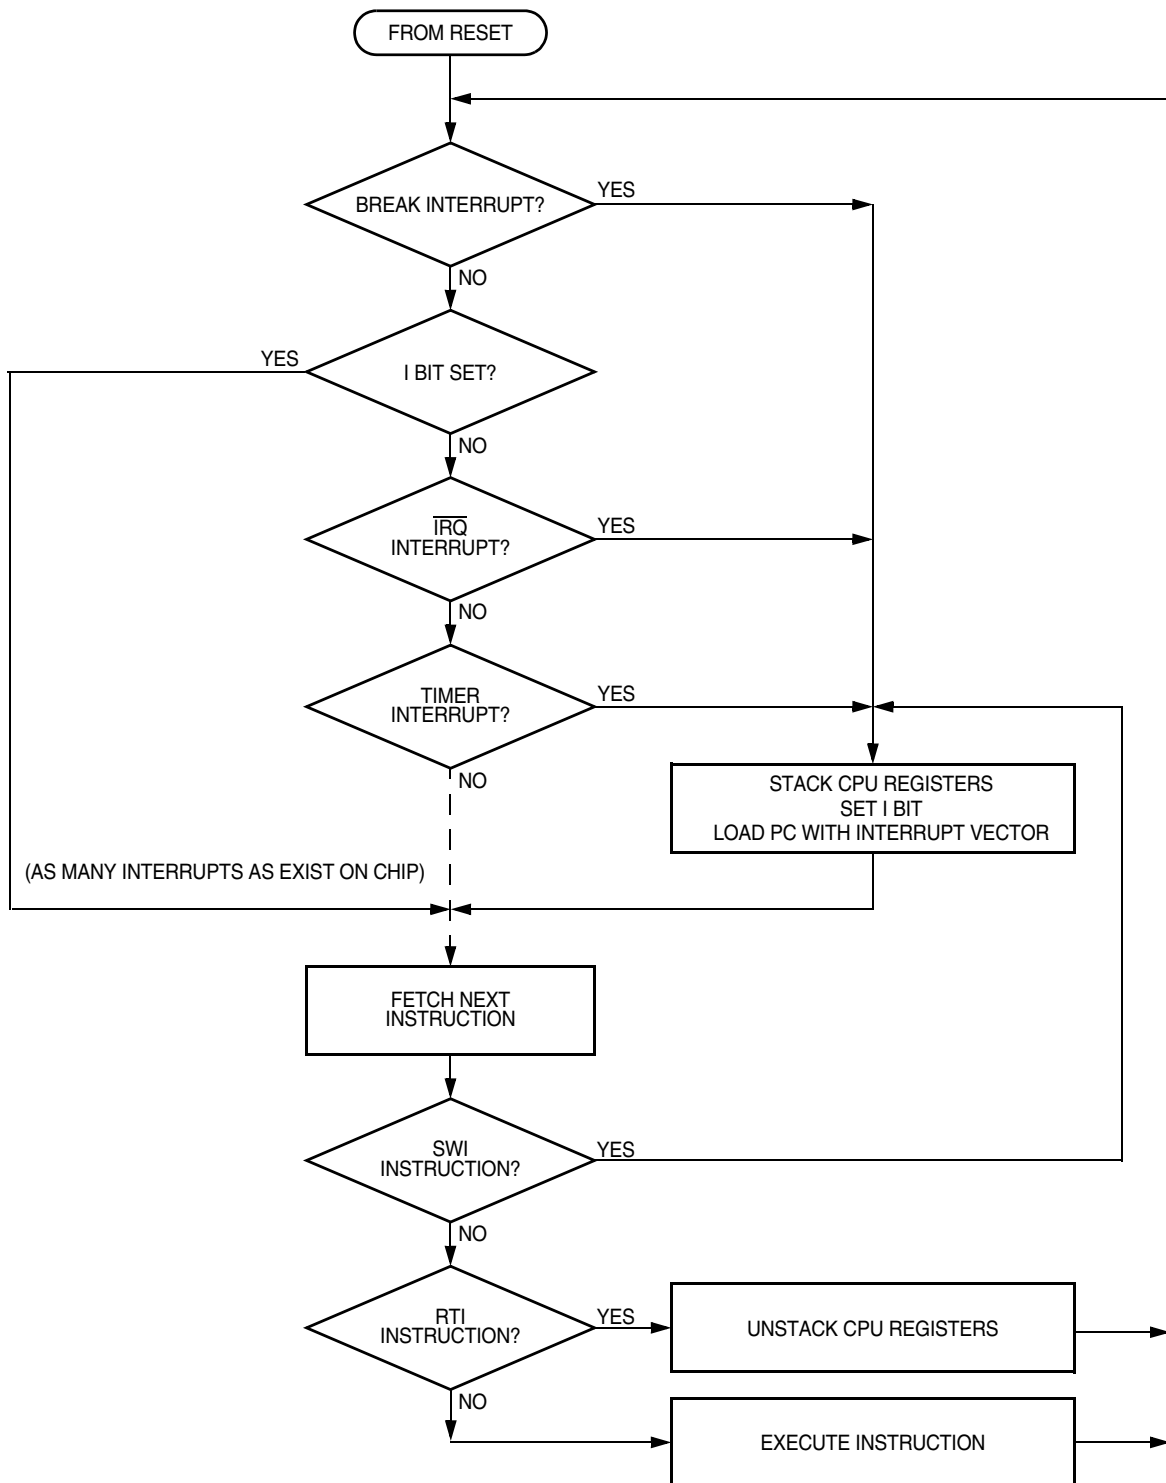 FROM RESET
BREAK INTERRUPT?
YES
NO
YES
I BIT SET?
NO
IRQ
INTERRUPT?
YES
NO
TIMER
INTERRUPT?
YES
NO
STACK CPU REGISTERS
SET I BIT
LOAD PC WITH INTERRUPT VECTOR
(AS MANY INTERRUPTS AS EXIST ON CHIP)
FETCH NEXT
INSTRUCTION
SWI
INSTRUCTION?
YES
NO
RTI
INSTRUCTION?
YES
UNSTACK CPU REGISTERS
NO
EXECUTE INSTRUCTION